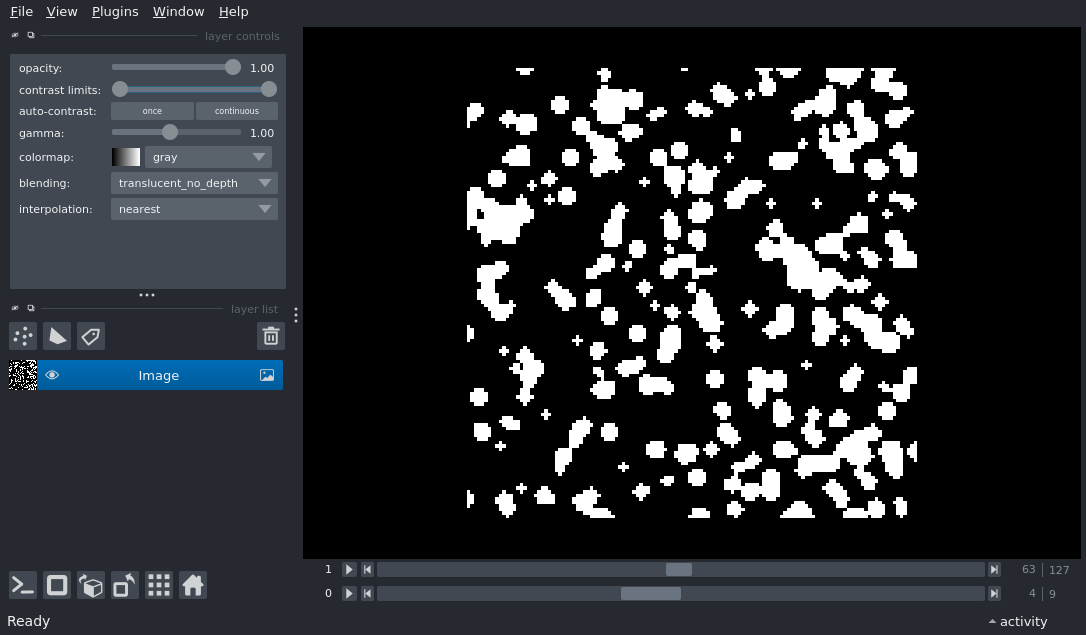 File View Plugins Window Help
layer controls
opacity: 1.00
contrast limits:
auto-contrast: once continuous
gamma: 1.00
colormap: gray
blending: translucent_no_depth
interpolation: nearest
layer list
Image
1 63 127
0 4 9
Ready activity